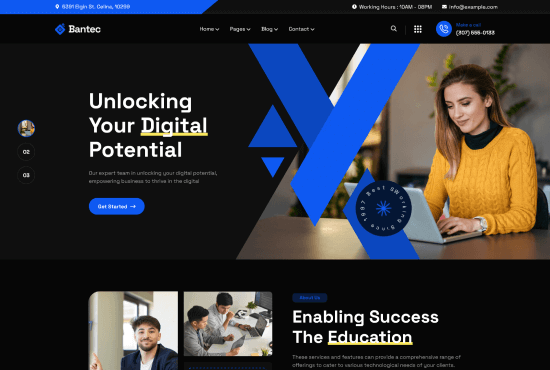 6391 Elgin St. Celina, 10299
Working Hours : 10AM - 08PM
info@example.com
Bantec
Home
Pages
Blog
Contact
Make a call
(307) 555-0133
Unlocking
Your Digital
Potential
Our expert team in unlocking your digital potential,
empowering business to thrive in the digital
Get Started
02
03
Best Working Since 1997
About Us
Enabling Success
The Education
These services and features can provide a comprehensive range of
offerings to cater to various technological needs of your clients.